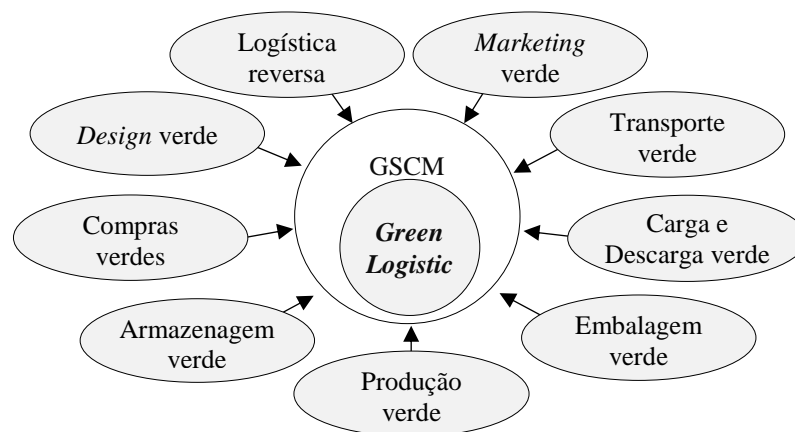 Logística
reversa
Marketing
verde
Design verde
Transporte
verde
GSCM
Compras
verdes
Green
Logistic
Carga e
Descarga verde
Armazenagem
verde
Embalagem
verde
Produção
verde